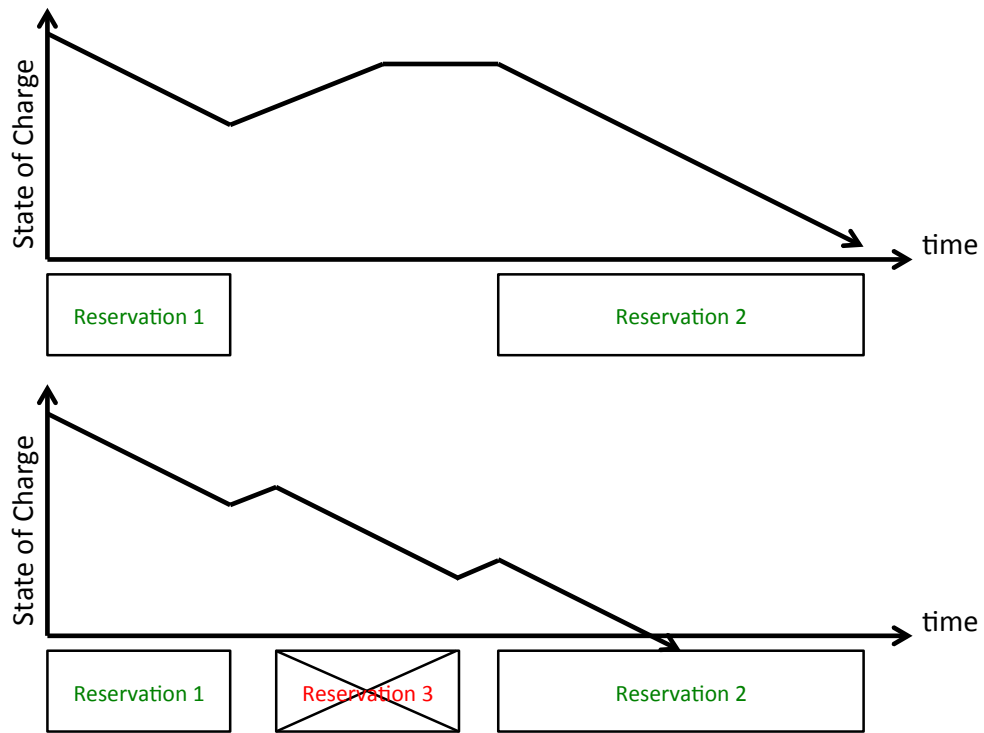 State of Charge
time
Reservation 1
Reservation 2
State of Charge
time
Reservation 1
Reservation 3
Reservation 2